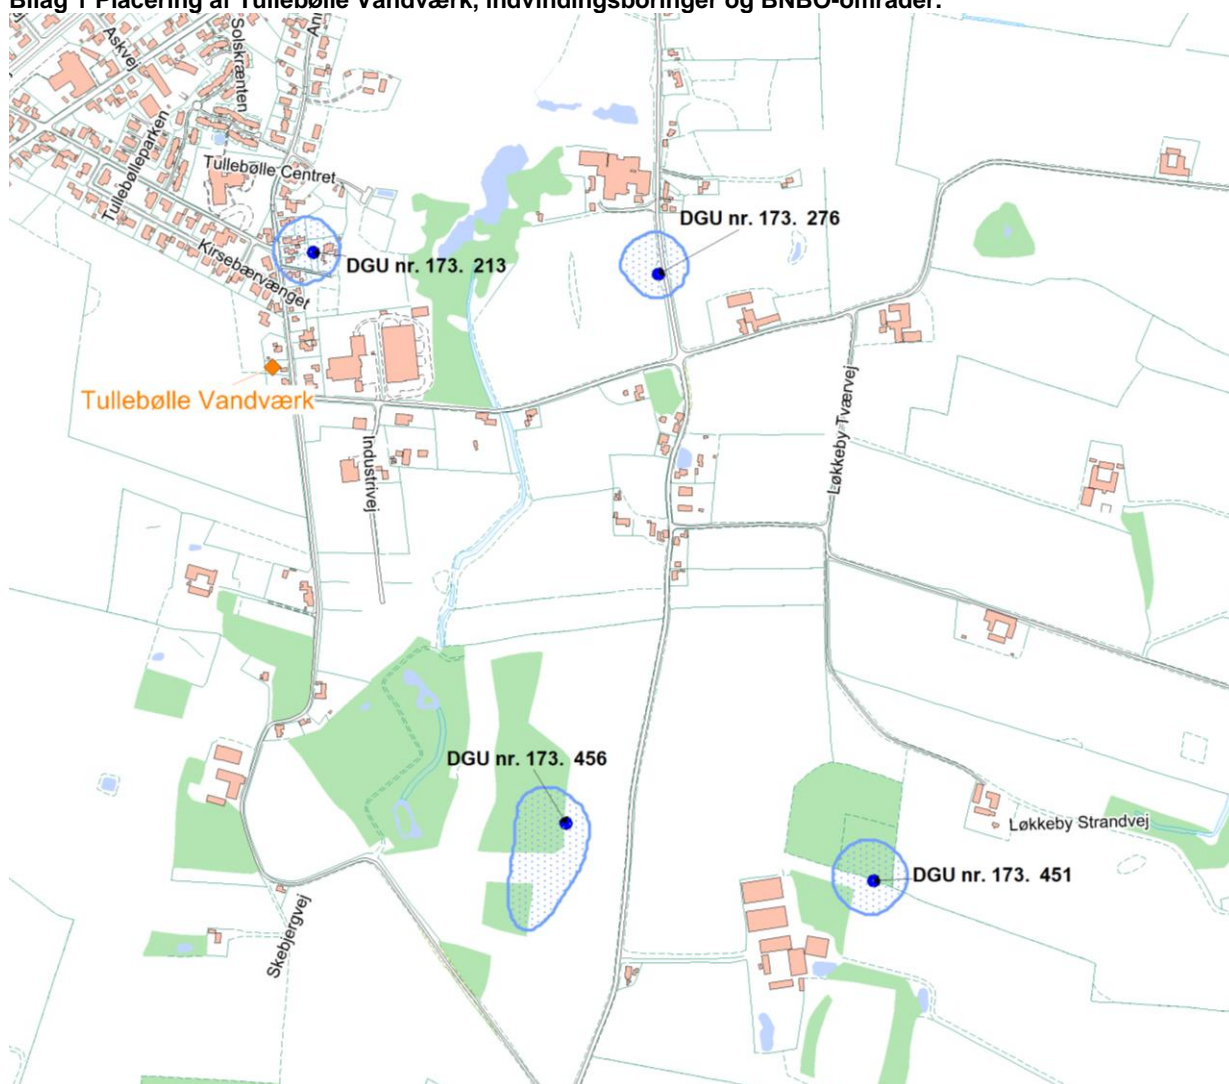 Bilag 1 Placering af Tullebølle Vandværk, indvindingsboringer og BNBO-områder.
Askvej
Solskrænten
Tullebølleparken
Tullebølle Centret
Kirsebærvænget
DGU nr. 173. 213
DGU nr. 173. 276
Tullebølle Vandværk
Industrivej
Løkkeby Tværvej
DGU nr. 173. 456
Løkkeby Strandvej
DGU nr. 173. 451
Skebjergvej